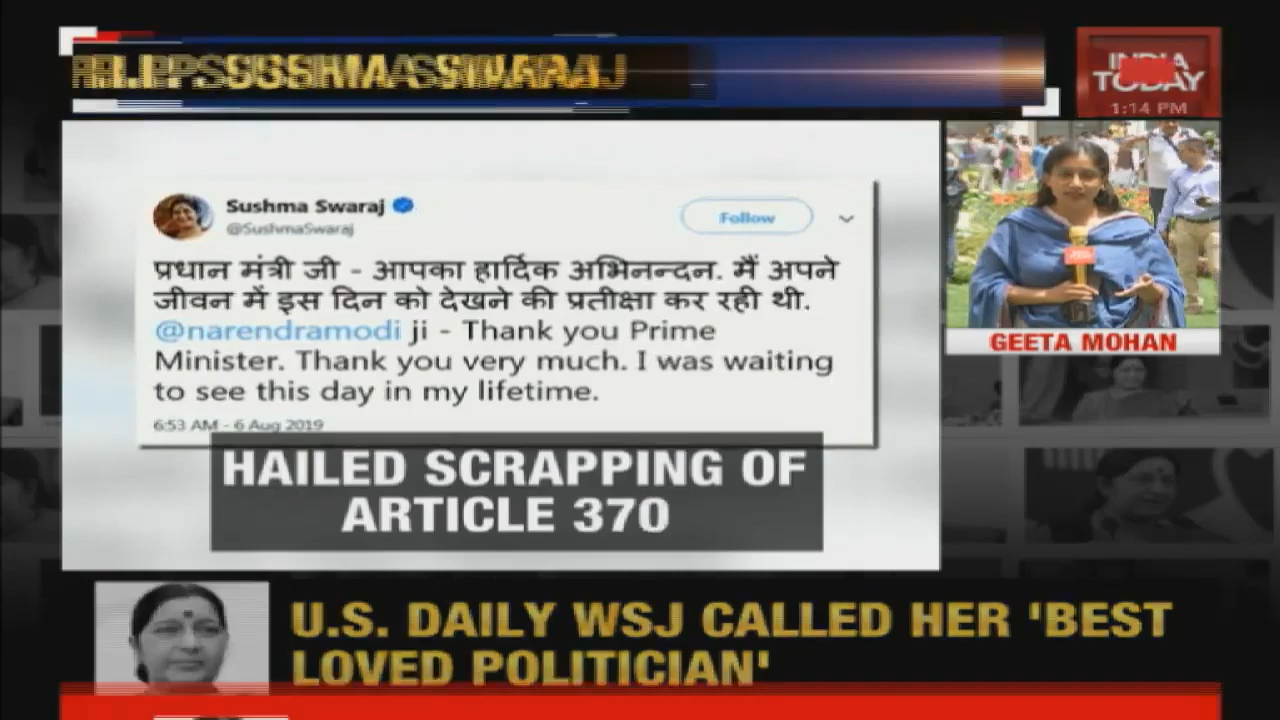 R.I.P. SUSHMA SWARAJ
INDIA
TODAY
1:14 PM
Sushma Swaraj
@SushmaSwaraj
Follow
प्रधान मंत्री जी - आपका हार्दिक अभिनन्दन. मैं अपने
जीवन में इस दिन को देखने की प्रतीक्षा कर रही थी.
@narendramodi ji - Thank you Prime
Minister. Thank you very much. I was waiting
to see this day in my lifetime.
6:53 AM - 6 Aug 2019
HAILED SCRAPPING OF
ARTICLE 370
GEETA MOHAN
U.S. DAILY WSJ CALLED HER 'BEST
LOVED POLITICIAN'